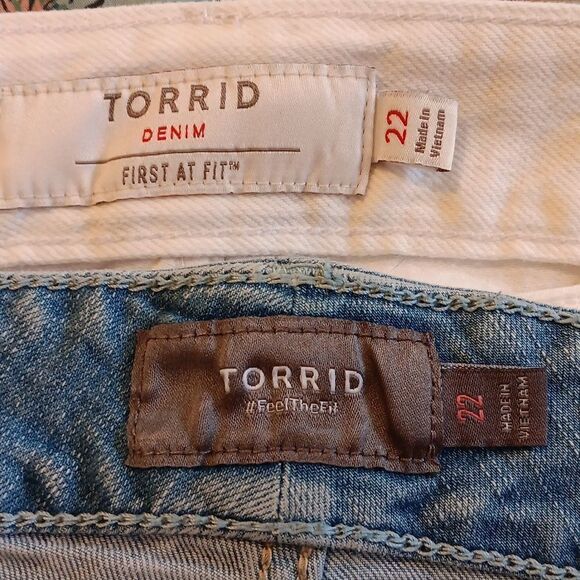 TORRID
DENIM
FIRST AT FIT™
22
Made in
Vietnam
TORRID
#FeelTheFit
22
MADE IN
VIETNAM